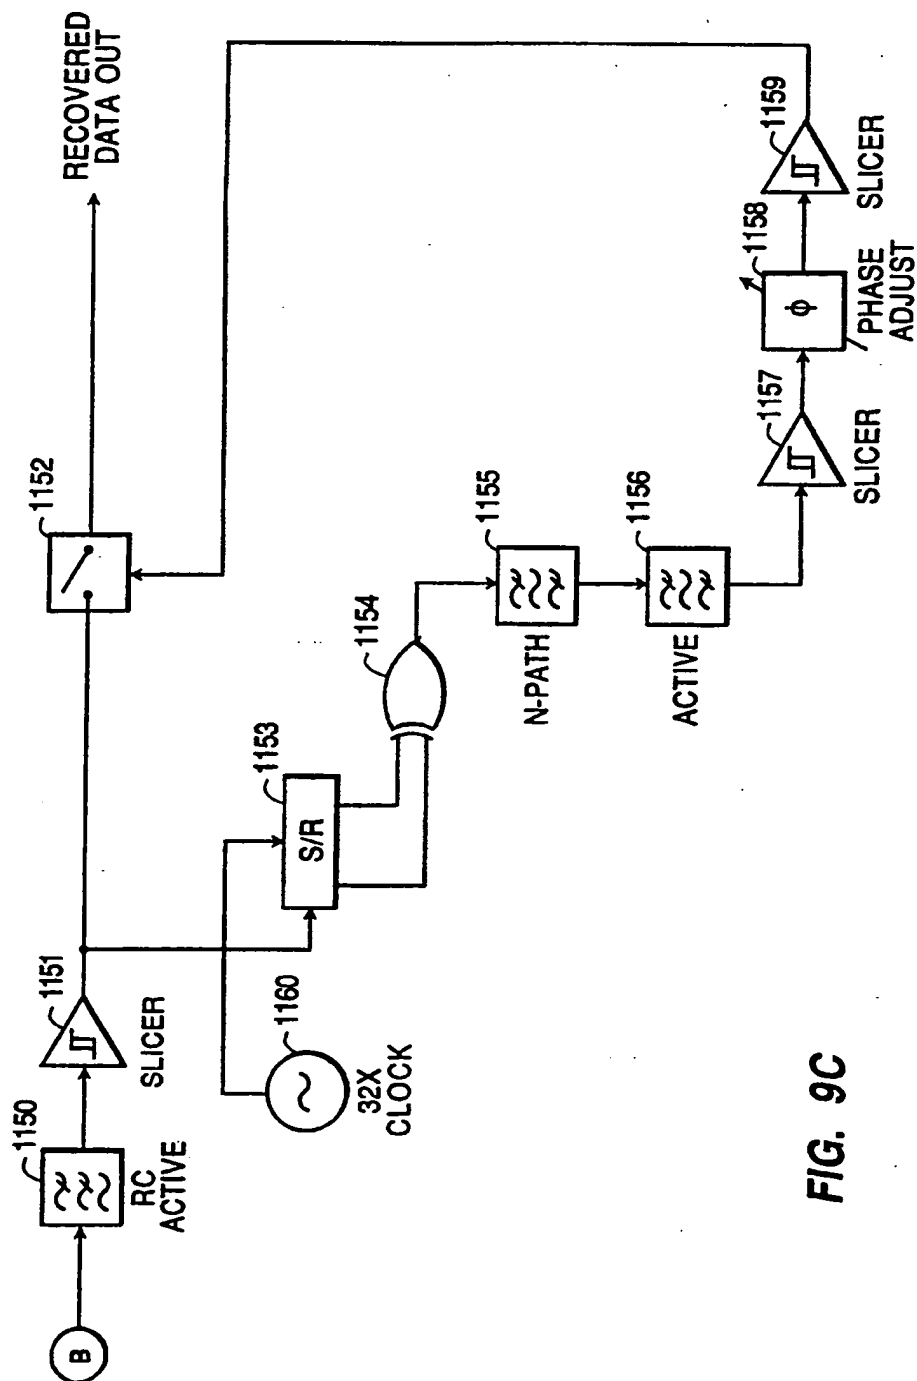 B
1150
RC
ACTIVE
1151
SLICER
1152
RECOVERED
DATA OUT
1160
32X
CLOCK
1153
S/R
1154
1155
N-PATH
1156
ACTIVE
1157
SLICER
1158
ϕ
PHASE
ADJUST
1159
SLICER
FIG. 9C